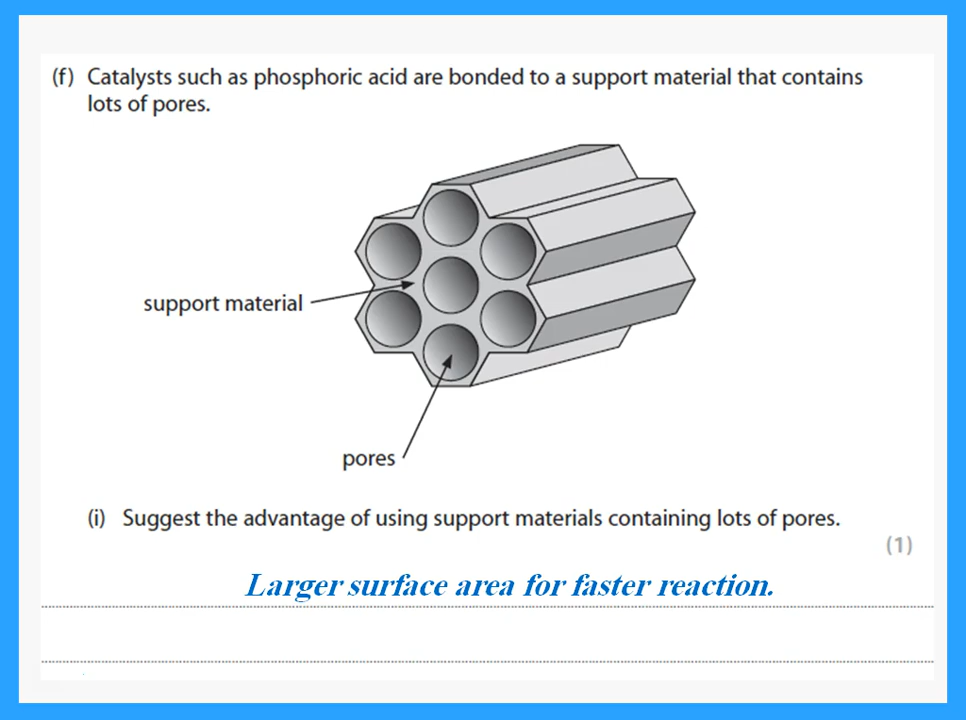 (f) Catalysts such as phosphoric acid are bonded to a support material that contains
lots of pores.
support material
pores
(i) Suggest the advantage of using support materials containing lots of pores.
(1)
Larger surface area for faster reaction.